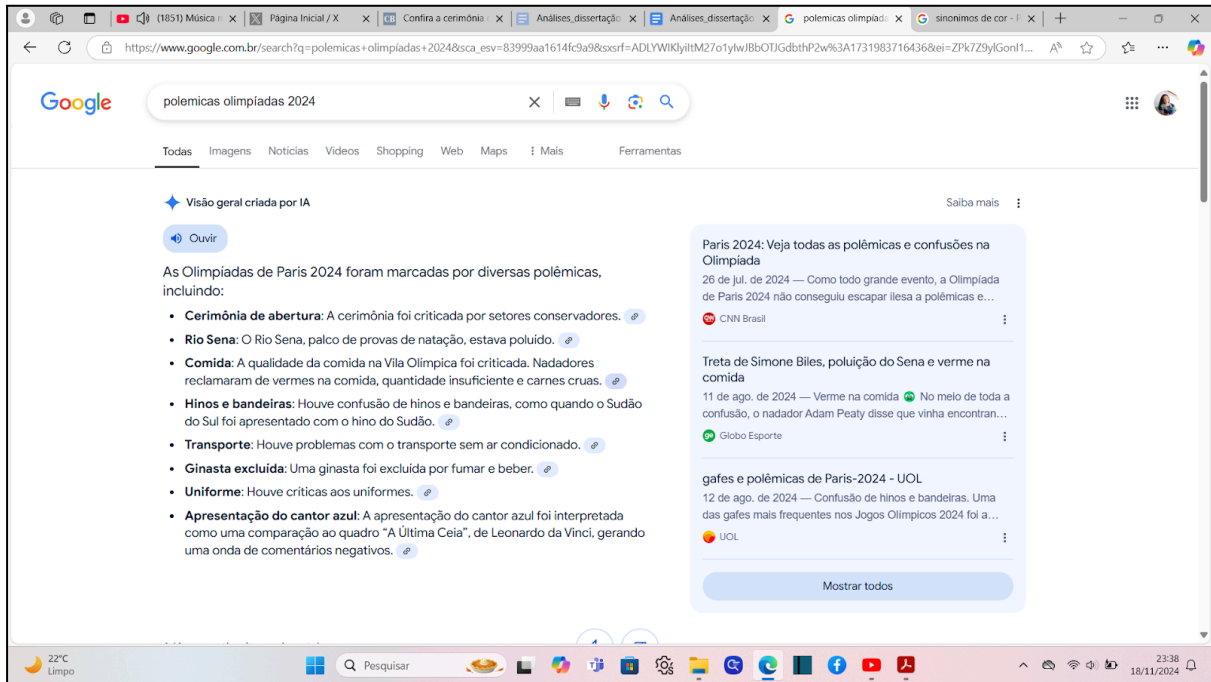 (1851) Música n
Página Inicial / X
Confira a cerimônia
Análises_dissertação
Análises_dissertação
polemicas olimpíada
sinonimos de cor - P
https://www.google.com.br/search?q=polemicas+olimpíadas+2024&sca_esv=83999aa1614fc9a9&sxsrf=ADLYWIKlyiltM27o1ylwJBbOTJGdbthP2w%3A1731983716436&ei=ZPk7Z9ylGonI1...
Google
polemicas olimpíadas 2024
Todas Imagens Notícias Vídeos Shopping Web Maps Mais Ferramentas
Visão geral criada por IA
Saiba mais
Ouvir
As Olimpíadas de Paris 2024 foram marcadas por diversas polêmicas,
incluindo:
• Cerimônia de abertura: A cerimônia foi criticada por setores conservadores.
• Rio Sena: O Rio Sena, palco de provas de natação, estava poluído.
• Comida: A qualidade da comida na Vila Olímpica foi criticada. Nadadores
reclamaram de vermes na comida, quantidade insuficiente e carnes cruas.
• Hinos e bandeiras: Houve confusão de hinos e bandeiras, como quando o Sudão
do Sul foi apresentado com o hino do Sudão.
• Transporte: Houve problemas com o transporte sem ar condicionado.
• Ginasta excluída: Uma ginasta foi excluída por fumar e beber.
• Uniforme: Houve críticas aos uniformes.
• Apresentação do cantor azul: A apresentação do cantor azul foi interpretada
como uma comparação ao quadro “A Última Ceia”, de Leonardo da Vinci, gerando
uma onda de comentários negativos.
Paris 2024: Veja todas as polêmicas e confusões na
Olimpíada
26 de jul. de 2024 — Como todo grande evento, a Olimpíada
de Paris 2024 não conseguiu escapar ilesa a polêmicas e…
CNN Brasil
Treta de Simone Biles, poluição do Sena e verme na
comida
11 de ago. de 2024 — Verme na comida 🤢 No meio de toda a
confusão, o nadador Adam Peaty disse que vinha encontran…
Globo Esporte
gafes e polêmicas de Paris-2024 - UOL
12 de ago. de 2024 — Confusão de hinos e bandeiras. Uma
das gafes mais frequentes nos Jogos Olímpicos 2024 foi a…
UOL
Mostrar todos
22°C
Limpo
Pesquisar
23:38
18/11/2024